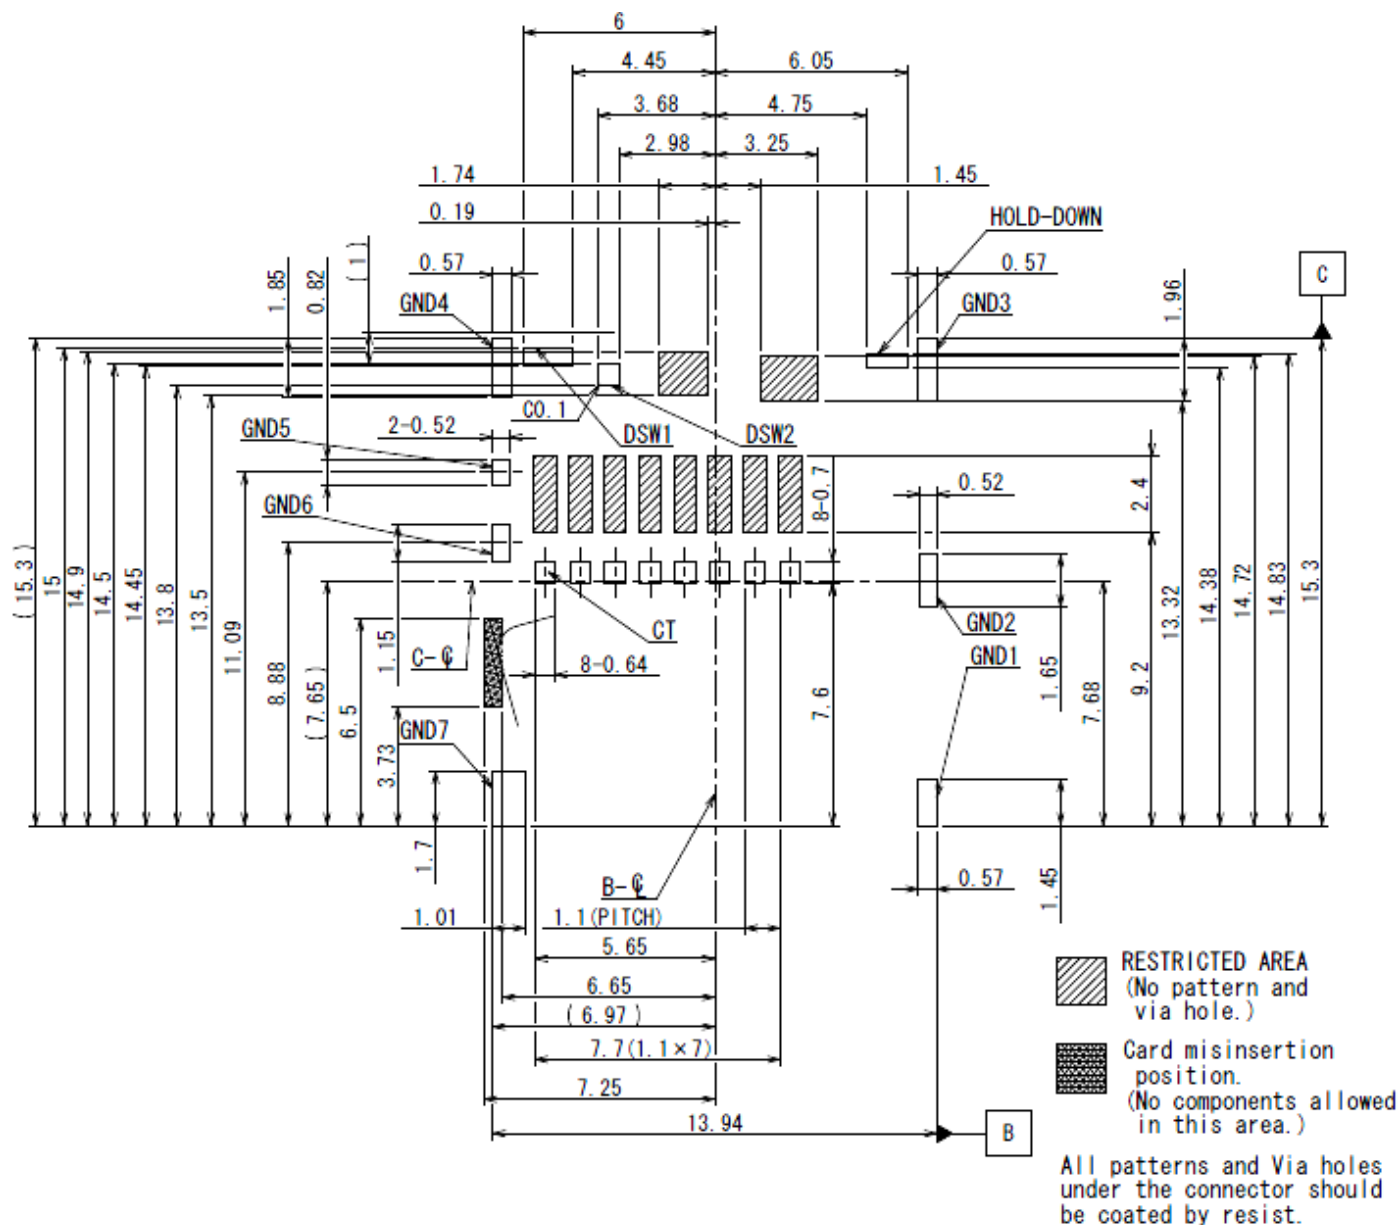 6
4.45
6.05
3.68
4.75
2.98
3.25
1.74
1.45
0.19
HOLD-DOWN
(1)
0.57
0.57
C
1.85
0.82
GND4
GND3
1.96
C0.1
DSW1
DSW2
GND5
2-0.52
8-0.7
0.52
2.4
GND6
(15.3)
15
14.9
14.5
14.45
13.8
13.5
11.09
8.88
(7.65)
6.5
1.15
3.73
C-℄
CT
8-0.64
GND2
GND1
7.6
1.65
7.68
9.2
13.32
14.38
14.72
14.83
15.3
GND7
1.7
B-℄
0.57
1.45
1.01
1.1(PITCH)
5.65
6.65
(6.97)
7.7(1.1×7)
7.25
13.94
B
RESTRICTED AREA
(No pattern and
via hole.)
Card misinsertion
position.
(No components allowed
in this area.)
All patterns and Via holes
under the connector should
be coated by resist.